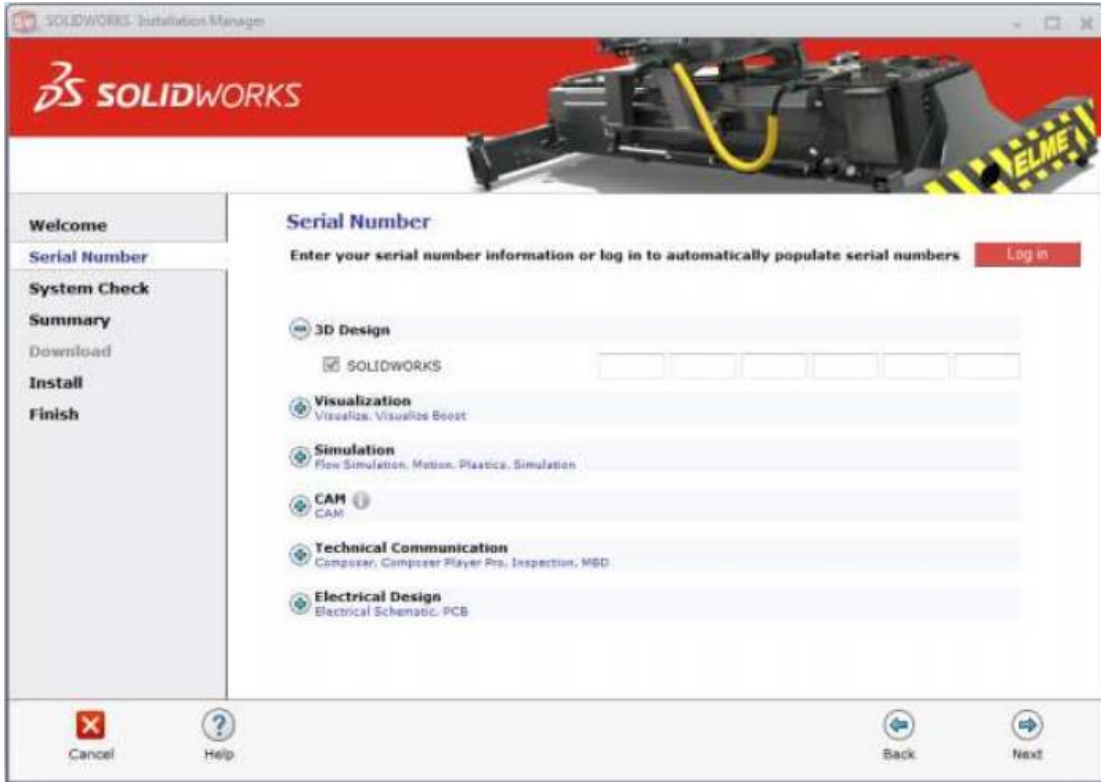 SOLIDWORKS Installation Manager
SOLIDWORKS
ELME
Welcome
Serial Number
System Check
Summary
Download
Install
Finish
Serial Number
Enter your serial number information or log in to automatically populate serial numbers
Log in
3D Design
SOLIDWORKS
Visualization
Visualize, Visualize Boost
Simulation
Flow Simulation, Motion, Plastics, Simulation
CAM
CAM
Technical Communication
Composer, Composer Player Pro, Inspection, MBD
Electrical Design
Electrical Schematic, PCB
Cancel
Help
Back
Next